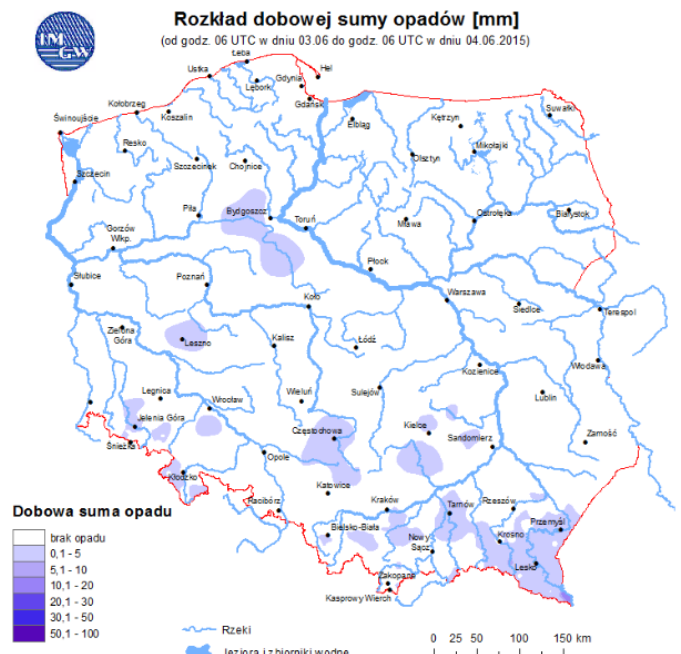 Rozkład dobowej sumy opadów [mm]
(od godz. 06 UTC w dniu 03.06 do godz. 06 UTC w dniu 04.06.2015)
IMGW
Łeba
Hel
Ustka
Gdynia
Lębork
Gdańsk
Kołobrzeg
Koszalin
Świnoujście
Elbląg
Kętrzyn
Suwałki
Resko
Szczecinek
Chojnice
Olsztyn
Mikołajki
Szczecin
Piła
Bydgoszcz
Toruń
Mława
Ostrołęka
Białystok
Gorzów
Wkp.
Płock
Słubice
Poznań
Koło
Warszawa
Siedlce
Terespol
Zielona
Góra
Leszno
Kalisz
Łódź
Kozienice
Włodawa
Legnica
Wrocław
Wieluń
Sulejów
Lublin
Jelenia Góra
Częstochowa
Kielce
Sandomierz
Zamość
Śnieżka
Opole
Kłodzko
Katowice
Racibórz
Kraków
Tarnów
Rzeszów
Przemyśl
Bielsko-Biała
Nowy
Sącz
Krosno
Lesko
Zakopane
Kasprowy Wierch
Dobowa suma opadu
brak opadu
0,1 - 5
5,1 - 10
10,1 - 20
20,1 - 30
30,1 - 50
50,1 - 100
Rzeki
Jeziora i zbiorniki wodne
0 25 50 100 150 km